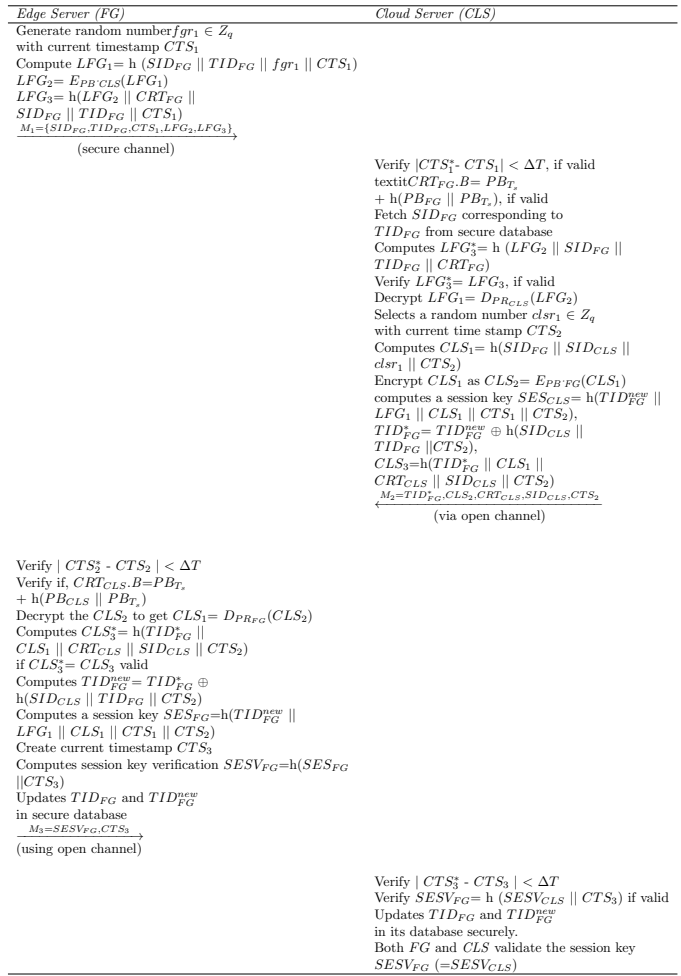 Edge Server (FG)
Cloud Server (CLS)
Generate random number fgr₁ ∈ Z_q
with current timestamp CTS₁
Compute LFG₁= h (SID_FG || TID_FG || fgr₁ || CTS₁)
LFG₂= E_PB'CLS(LFG₁)
LFG₃= h(LFG₂ || CRT_FG ||
SID_FG || TID_FG || CTS₁)
M₁={SID_FG,TID_FG,CTS₁,LFG₂,LFG₃}
(secure channel)
Verify |CTS₁*- CTS₁| < ΔT, if valid
textitCRT_FG.B= PB_Ts
+ h(PB_FG || PB_Ts), if valid
Fetch SID_FG corresponding to
TID_FG from secure database
Computes LFG₃*= h (LFG₂ || SID_FG ||
TID_FG || CRT_FG)
Verify LFG₃*= LFG₃, if valid
Decrypt LFG₁= D_PR_CLS(LFG₂)
Selects a random number clsr₁ ∈ Z_q
with current time stamp CTS₂
Computes CLS₁= h(SID_FG || SID_CLS ||
clsr₁ || CTS₂)
Encrypt CLS₁ as CLS₂= E_PB'FG(CLS₁)
computes a session key SES_CLS= h(TID_FG^new ||
LFG₁ || CLS₁ || CTS₁ || CTS₂),
TID*_FG= TID_FG^new ⊕ h(SID_CLS ||
TID_FG ||CTS₂),
CLS₃=h(TID*_FG || CLS₁ ||
CRT_CLS || SID_CLS || CTS₂)
M₂=TID*_FG,CLS₂,CRT_CLS,SID_CLS,CTS₂
(via open channel)
Verify | CTS₂* - CTS₂ | < ΔT
Verify if, CRT_CLS.B=PB_Ts
+ h(PB_CLS || PB_Ts)
Decrypt the CLS₂ to get CLS₁= D_PR_FG(CLS₂)
Computes CLS₃*= h(TID*_FG ||
CLS₁ || CRT_CLS || SID_CLS || CTS₂)
if CLS₃*= CLS₃ valid
Computes TID_FG^new= TID*_FG ⊕
h(SID_CLS || TID_FG || CTS₂)
Computes a session key SES_FG=h(TID_FG^new ||
LFG₁ || CLS₁ || CTS₁ || CTS₂)
Create current timestamp CTS₃
Computes session key verification SESV_FG=h(SES_FG
||CTS₃)
Updates TID_FG and TID_FG^new
in secure database
M₃=SESV_FG,CTS₃
(using open channel)
Verify | CTS₃* - CTS₃ | < ΔT
Verify SESV_FG= h (SESV_CLS || CTS₃) if valid
Updates TID_FG and TID_FG^new
in its database securely.
Both FG and CLS validate the session key
SESV_FG (=SESV_CLS)